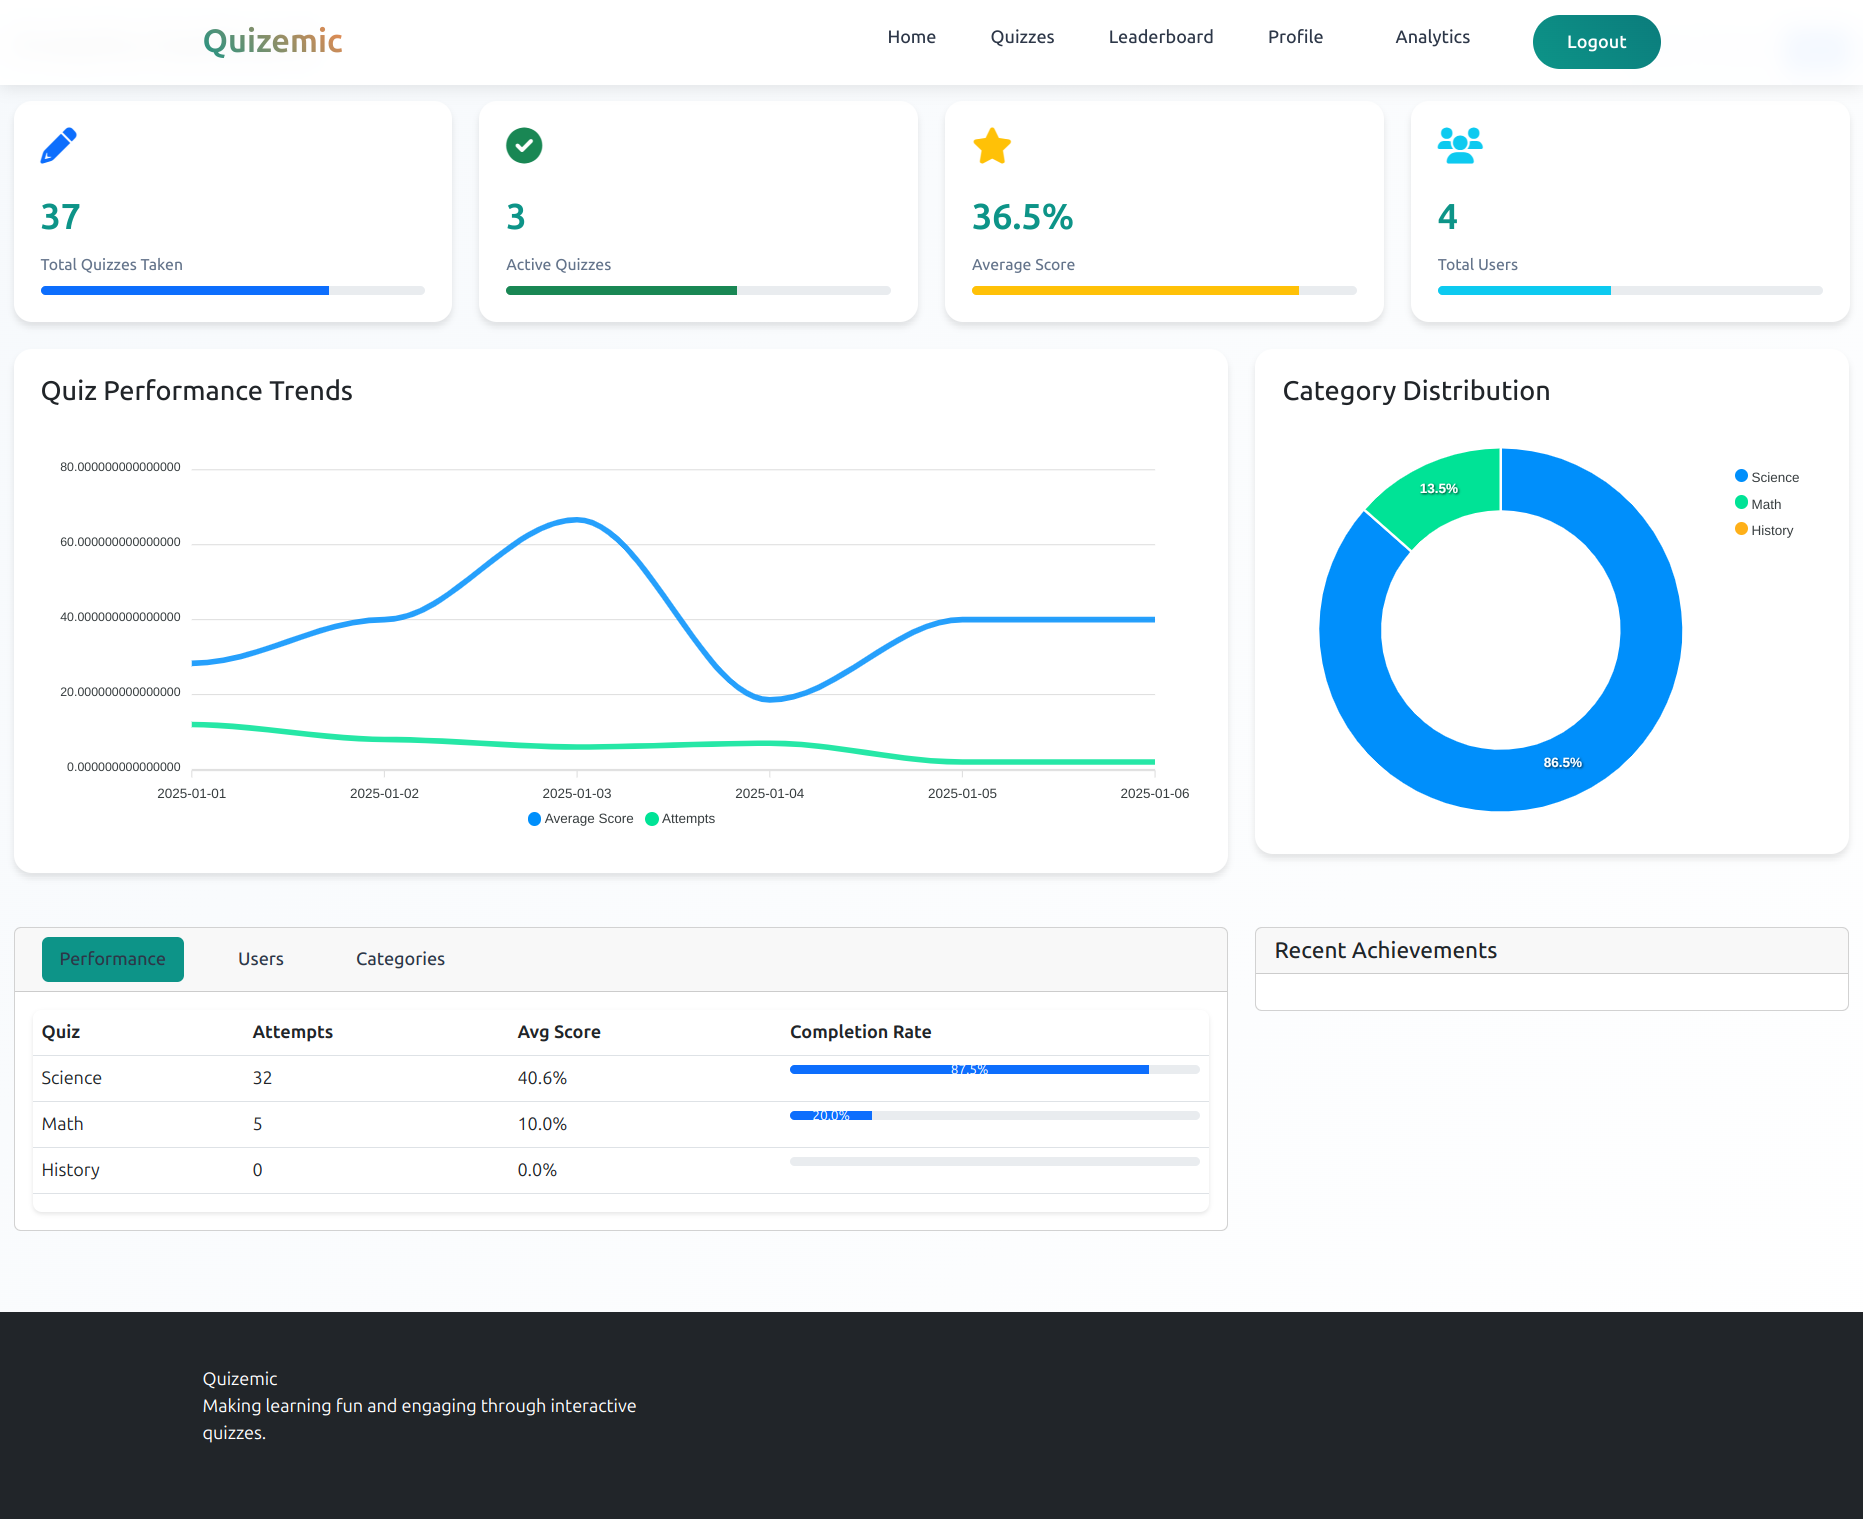 Quizemic
Home
Quizzes
Leaderboard
Profile
Analytics
Logout
37
Total Quizzes Taken
3
Active Quizzes
36.5%
Average Score
4
Total Users
Quiz Performance Trends
80.000000000000000
60.000000000000000
40.000000000000000
20.000000000000000
0.000000000000000
2025-01-01
2025-01-02
2025-01-03
2025-01-04
2025-01-05
2025-01-06
Average Score
Attempts
Category Distribution
13.5%
86.5%
Science
Math
History
Performance
Users
Categories
Quiz Attempts Avg Score Completion Rate
Science 32 40.6% 87.5%
Math 5 10.0% 20.0%
History 0 0.0%
Recent Achievements
Quizemic
Making learning fun and engaging through interactive
quizzes.